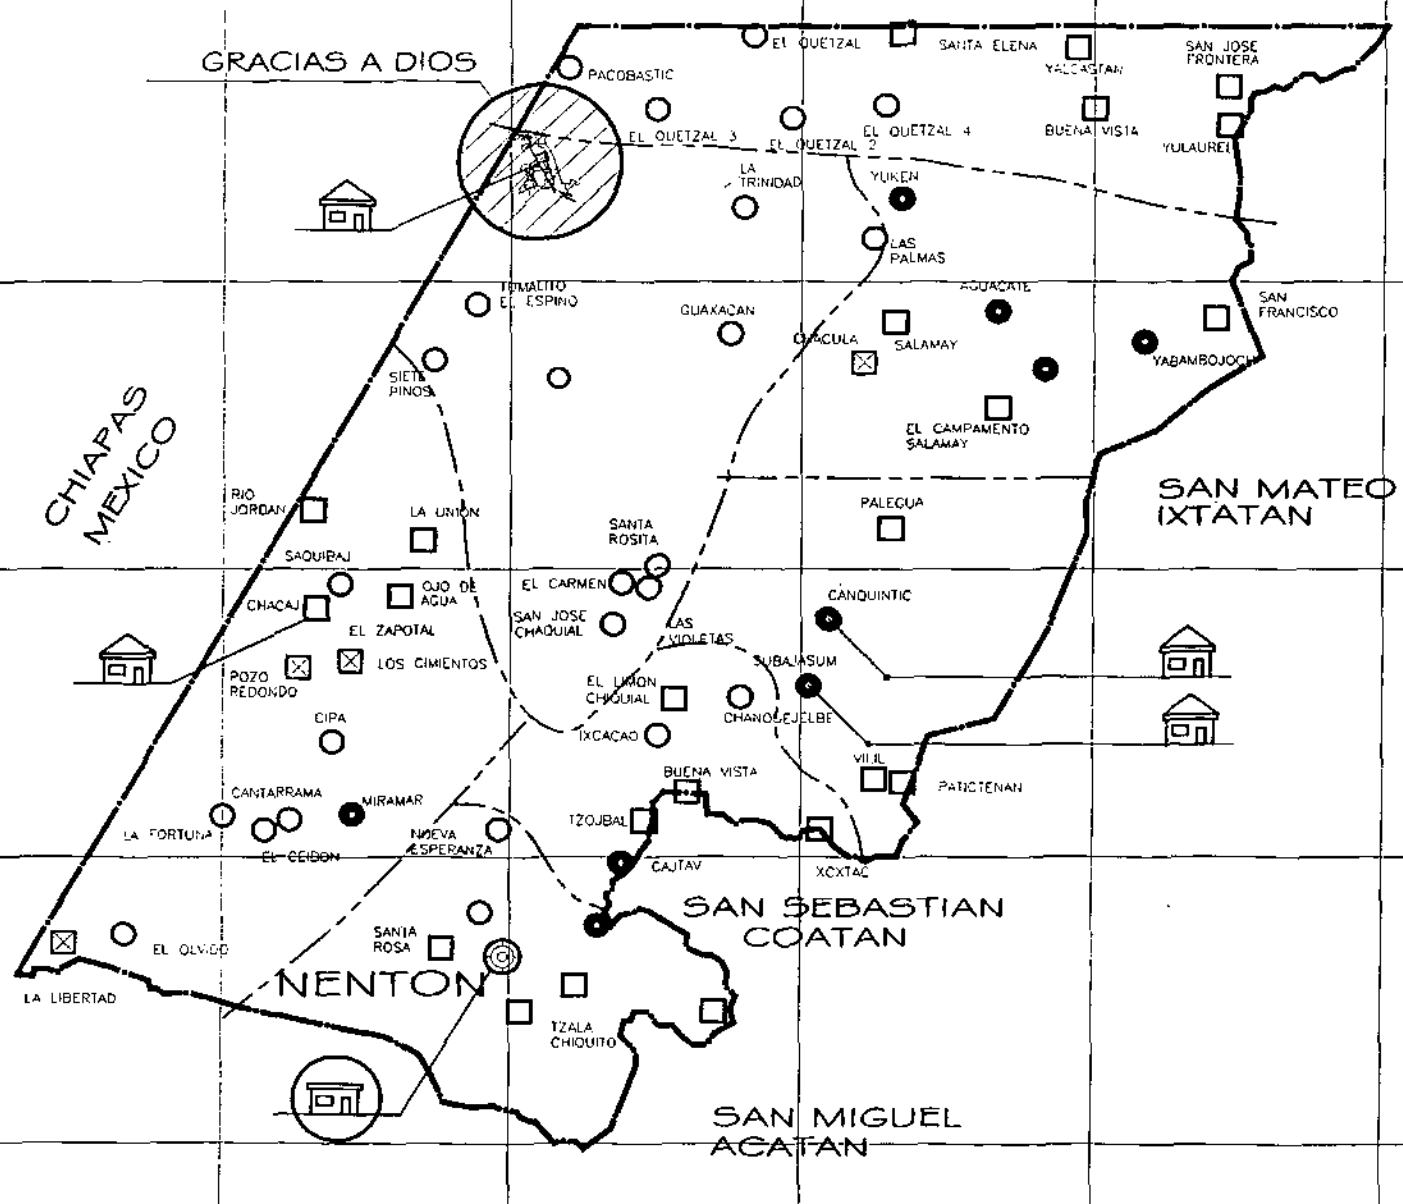 GRACIAS A DIOS
PACOBASTIC
EL QUETZAL
SANTA ELENA
YALCASTAN
SAN JOSE
FRONTERA
EL QUETZAL 3
EL QUETZAL 2
EL QUETZAL 4
BUENA VISTA
YULAUREL
LA
TRINIDAD
YUKEN
LAS
PALMAS
EL ESPINO
GUAXACAN
AGUACATE
SAN
FRANCISCO
CHACULA
SALAMAY
YABAMBOJOCH
SIETE
PINOS
EL CAMPAMENTO
SALAMAY
CHIAPAS
MEXICO
SAN MATEO
IXTATAN
RIO
JORDAN
LA UNION
PALEGUA
SANTA
ROSITA
SAQUIBAJ
EL CARMEN
OJO DE
AGUA
CHACAJ
CANQUINTIC
SAN JOSE
CHAQUIAL
EL ZAPOTAL
LAS
VIOLETAS
LOS CIMIENTOS
POZO
REDONDO
SUBAJASUM
EL LIMON
CHIQUIAL
CIPA
IXCACAO
BUENA VISTA
PATICTENAN
CANTARRAMA
MIRAMAR
LA FORTUNA
EL CEIBON
NUEVA
ESPERANZA
TZOJBAL
CAJTAV
XCXTAC
SAN SEBASTIAN
COATAN
SANTA
ROSA
EL OLVIDO
LA LIBERTAD
NENTON
TZALA
CHIQUITO
SAN MIGUEL
ACATAN